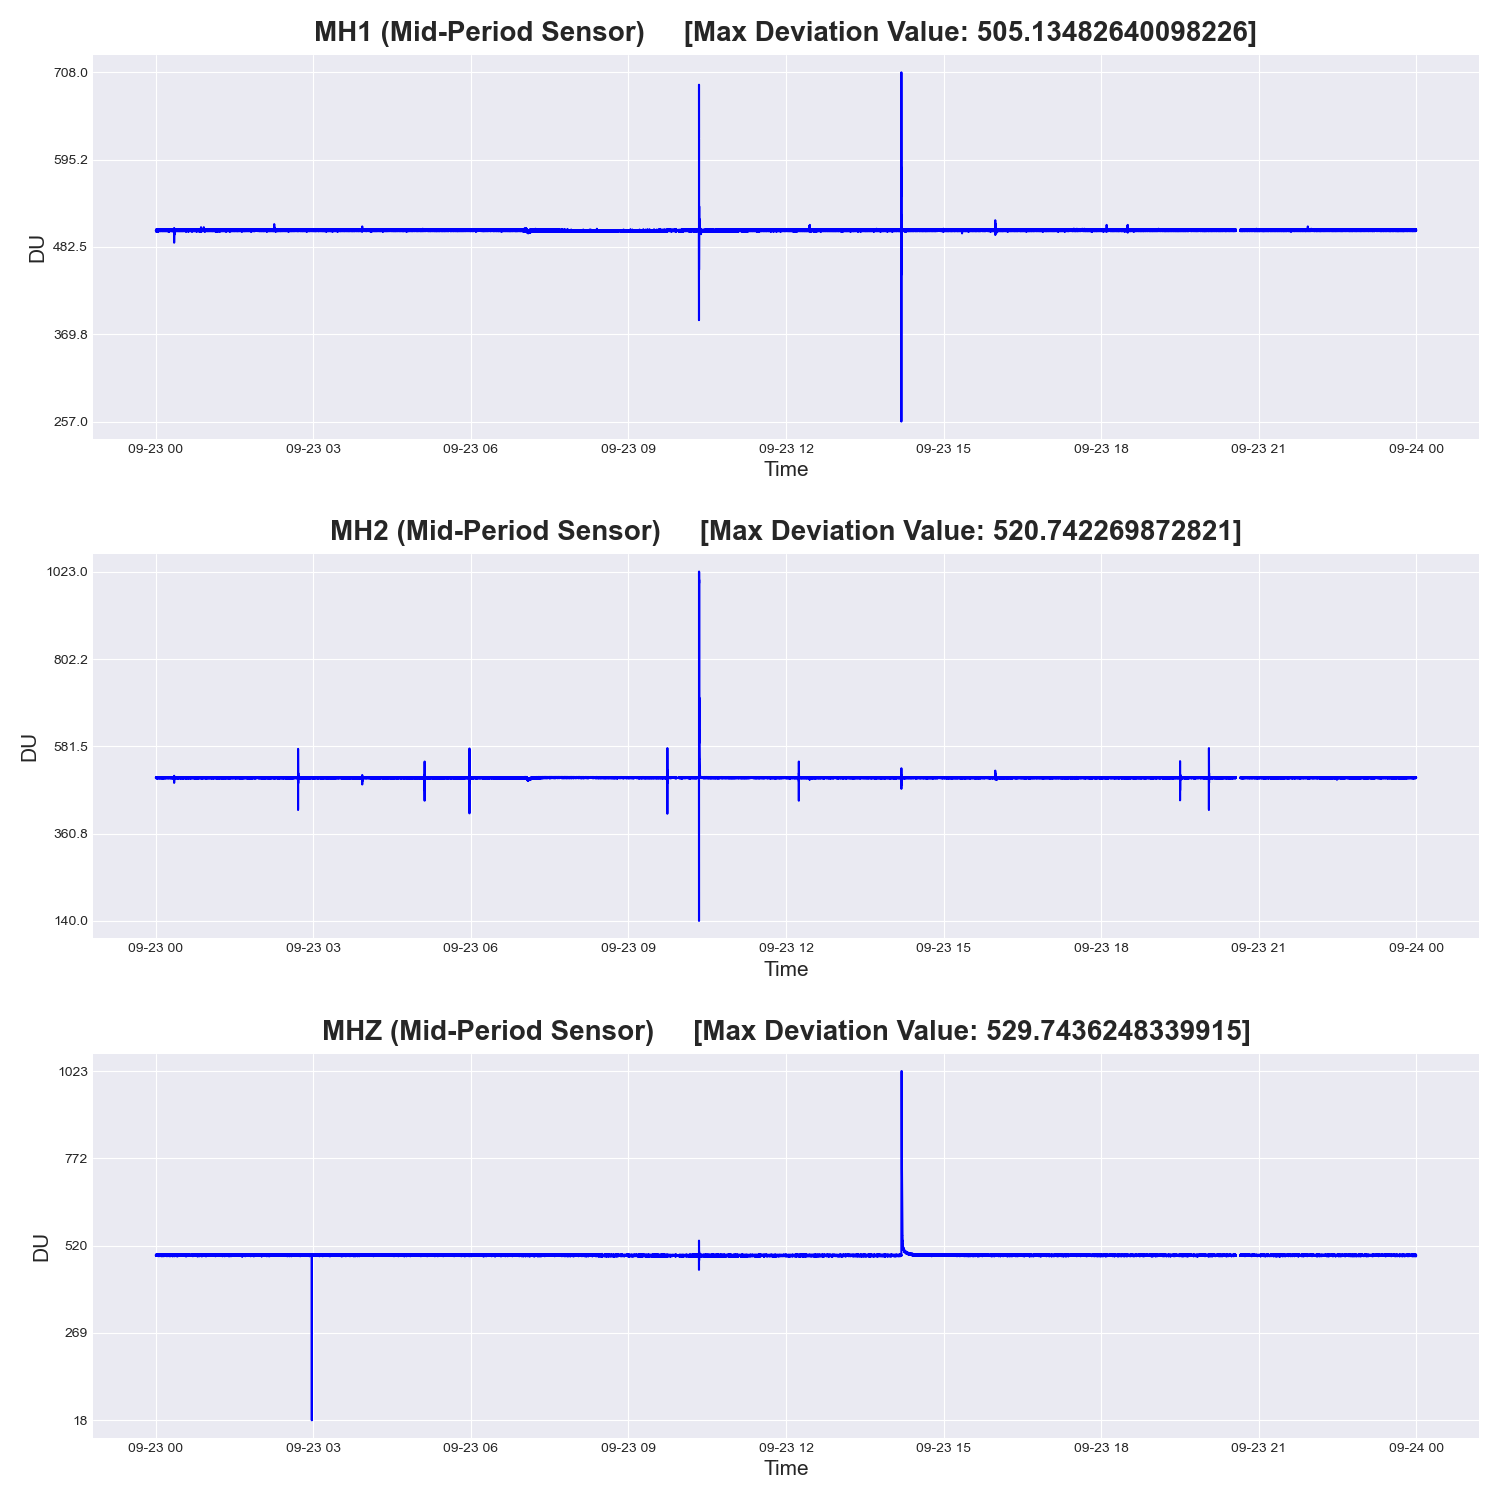 MH1 (Mid-Period Sensor) [Max Deviation Value: 505.13482640098226]
708.0
595.2
482.5
369.8
257.0
DU
09-23 00 09-23 03 09-23 06 09-23 09 09-23 12 09-23 15 09-23 18 09-23 21 09-24 00
Time
MH2 (Mid-Period Sensor) [Max Deviation Value: 520.742269872821]
1023.0
802.2
581.5
360.8
140.0
DU
09-23 00 09-23 03 09-23 06 09-23 09 09-23 12 09-23 15 09-23 18 09-23 21 09-24 00
Time
MHZ (Mid-Period Sensor) [Max Deviation Value: 529.7436248339915]
1023
772
520
269
18
DU
09-23 00 09-23 03 09-23 06 09-23 09 09-23 12 09-23 15 09-23 18 09-23 21 09-24 00
Time